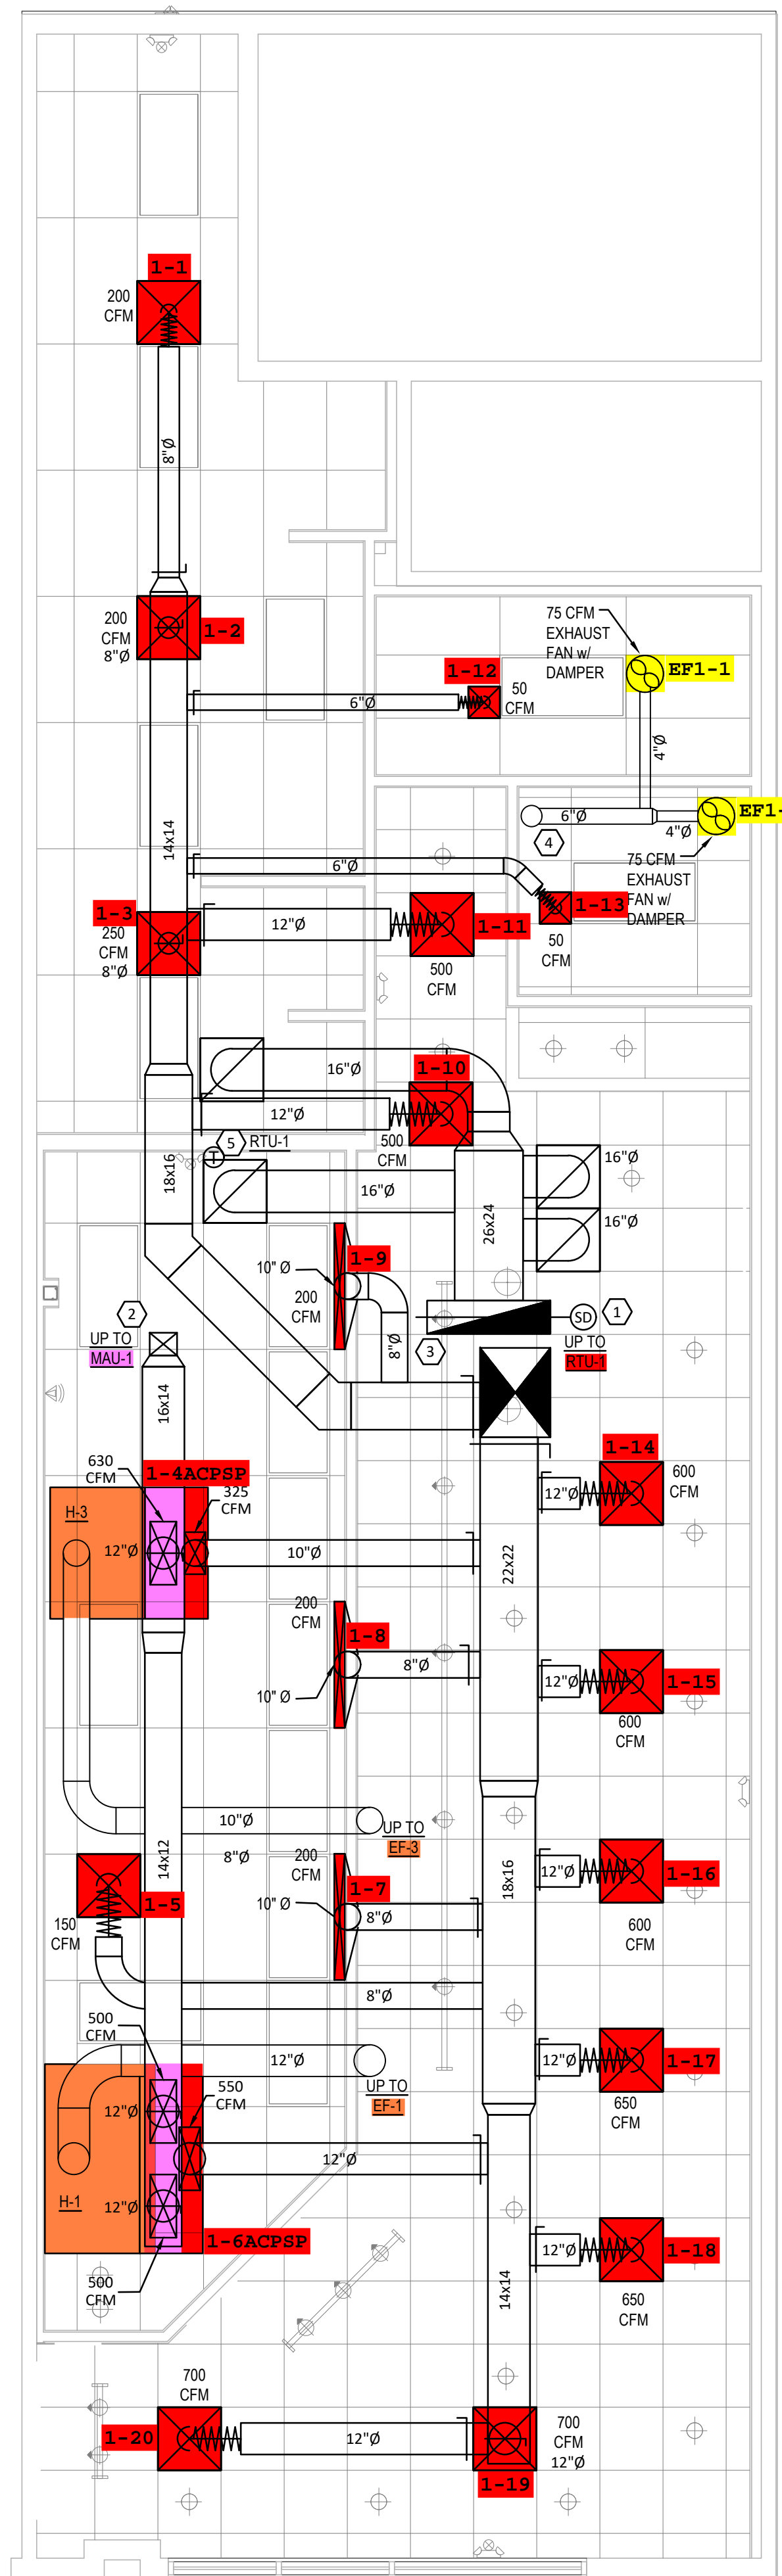 1-1
200
CFM
8"Ø
200
CFM
8"Ø
1-2
75 CFM
EXHAUST
FAN w/
DAMPER
EF1-1
1-12
50
CFM
6"Ø
4"Ø
14x14
6"Ø
4"Ø
EF1-
4
75 CFM
EXHAUST
FAN w/
DAMPER
6"Ø
1-13
50
CFM
1-3
250
CFM
8"Ø
12"Ø
1-11
500
CFM
16"Ø
1-10
12"Ø
500
CFM
5
RTU-1
T
18x16
16"Ø
16"Ø
16"Ø
26x24
1-9
10" Ø
200
CFM
8"Ø
3
SD
1
UP TO
RTU-1
2
UP TO
MAU-1
16x14
630
CFM
1-4ACPSP
325
CFM
H-3
12"Ø
10"Ø
1-14
600
CFM
12"Ø
22x22
200
CFM
1-8
8"Ø
10" Ø
12"Ø
1-15
600
CFM
10"Ø
UP TO
EF-3
14x12
8"Ø
200
CFM
1-7
10" Ø
8"Ø
1-5
150
CFM
18x16
12"Ø
1-16
600
CFM
8"Ø
500
CFM
12"Ø
UP TO
EF-1
12"Ø
1-17
650
CFM
550
CFM
12"Ø
12"Ø
H-1
12"Ø
1-6ACPSP
500
CFM
14x14
12"Ø
1-18
650
CFM
700
CFM
1-20
12"Ø
700
CFM
12"Ø
1-19